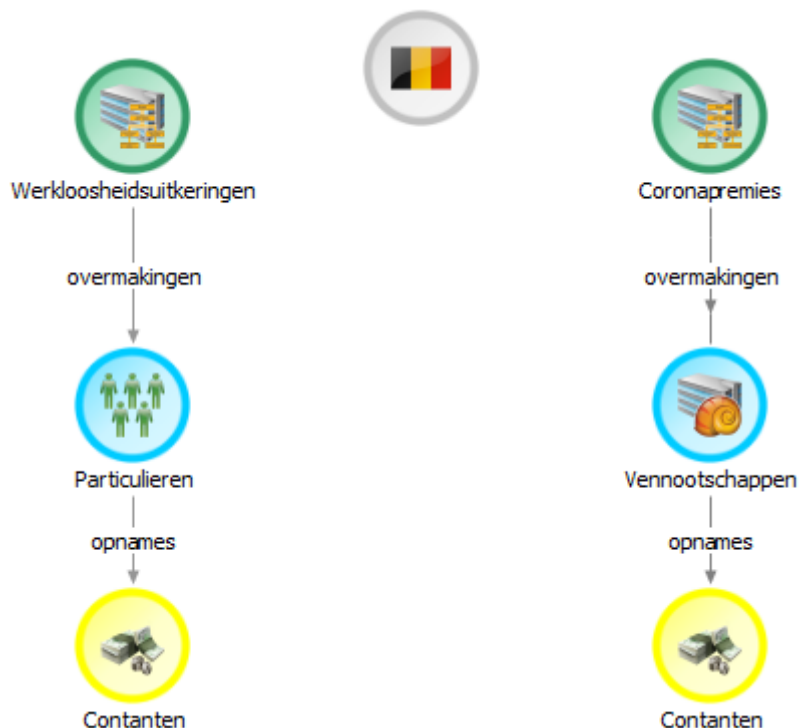 Werkloosheidsuitkeringen
Coronapremies
overmakingen
overmakingen
Particulieren
Vennootschappen
opnames
opnames
Contanten
Contanten